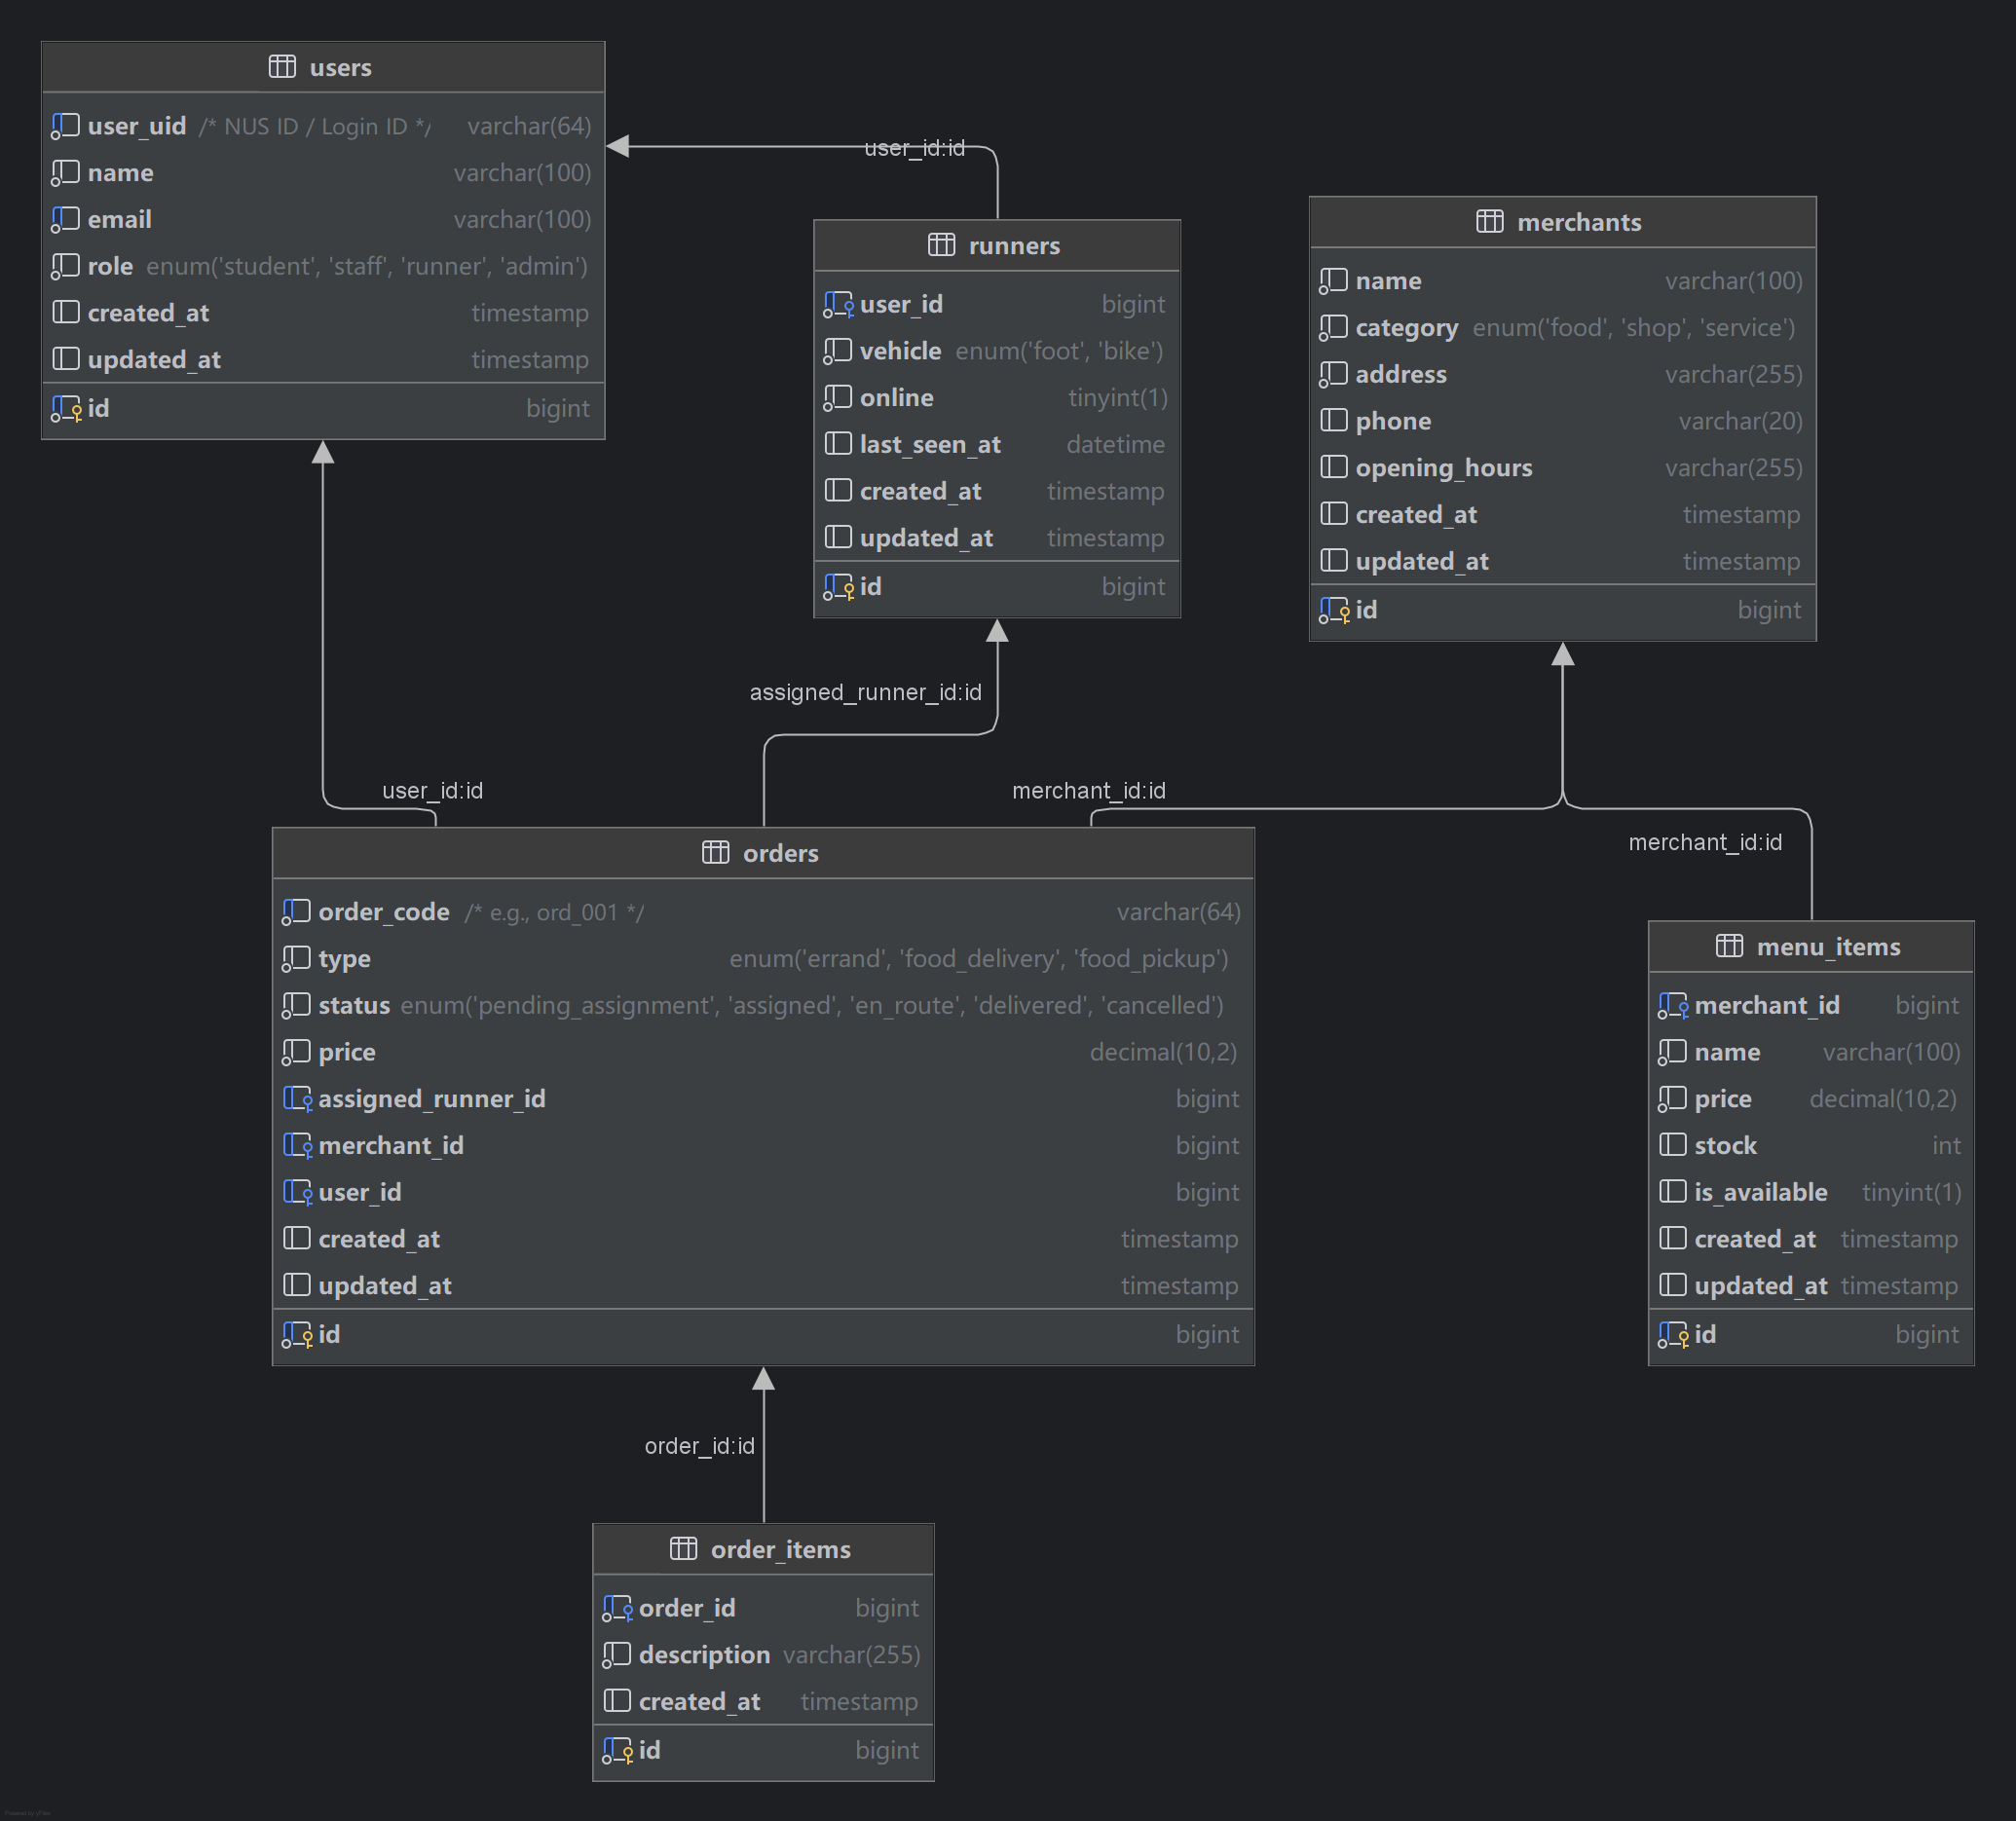 users
user_uid /* NUS ID / Login ID */ varchar(64)
name varchar(100)
email varchar(100)
role enum('student', 'staff', 'runner', 'admin')
created_at timestamp
updated_at timestamp
id bigint
user_id:id
runners
user_id bigint
vehicle enum('foot', 'bike')
online tinyint(1)
last_seen_at datetime
created_at timestamp
updated_at timestamp
id bigint
merchants
name varchar(100)
category enum('food', 'shop', 'service')
address varchar(255)
phone varchar(20)
opening_hours varchar(255)
created_at timestamp
updated_at timestamp
id bigint
assigned_runner_id:id
user_id:id
merchant_id:id
merchant_id:id
orders
order_code /* e.g., ord_001 */ varchar(64)
type enum('errand', 'food_delivery', 'food_pickup')
status enum('pending_assignment', 'assigned', 'en_route', 'delivered', 'cancelled')
price decimal(10,2)
assigned_runner_id bigint
merchant_id bigint
user_id bigint
created_at timestamp
updated_at timestamp
id bigint
menu_items
merchant_id bigint
name varchar(100)
price decimal(10,2)
stock int
is_available tinyint(1)
created_at timestamp
updated_at timestamp
id bigint
order_id:id
order_items
order_id bigint
description varchar(255)
created_at timestamp
id bigint
Powered by yFiles